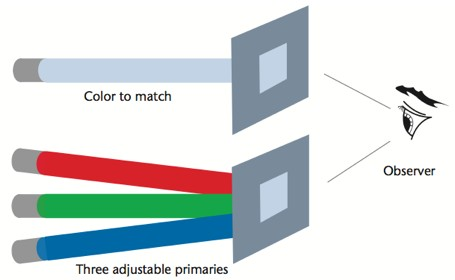 Color to match
Observer
Three adjustable primaries